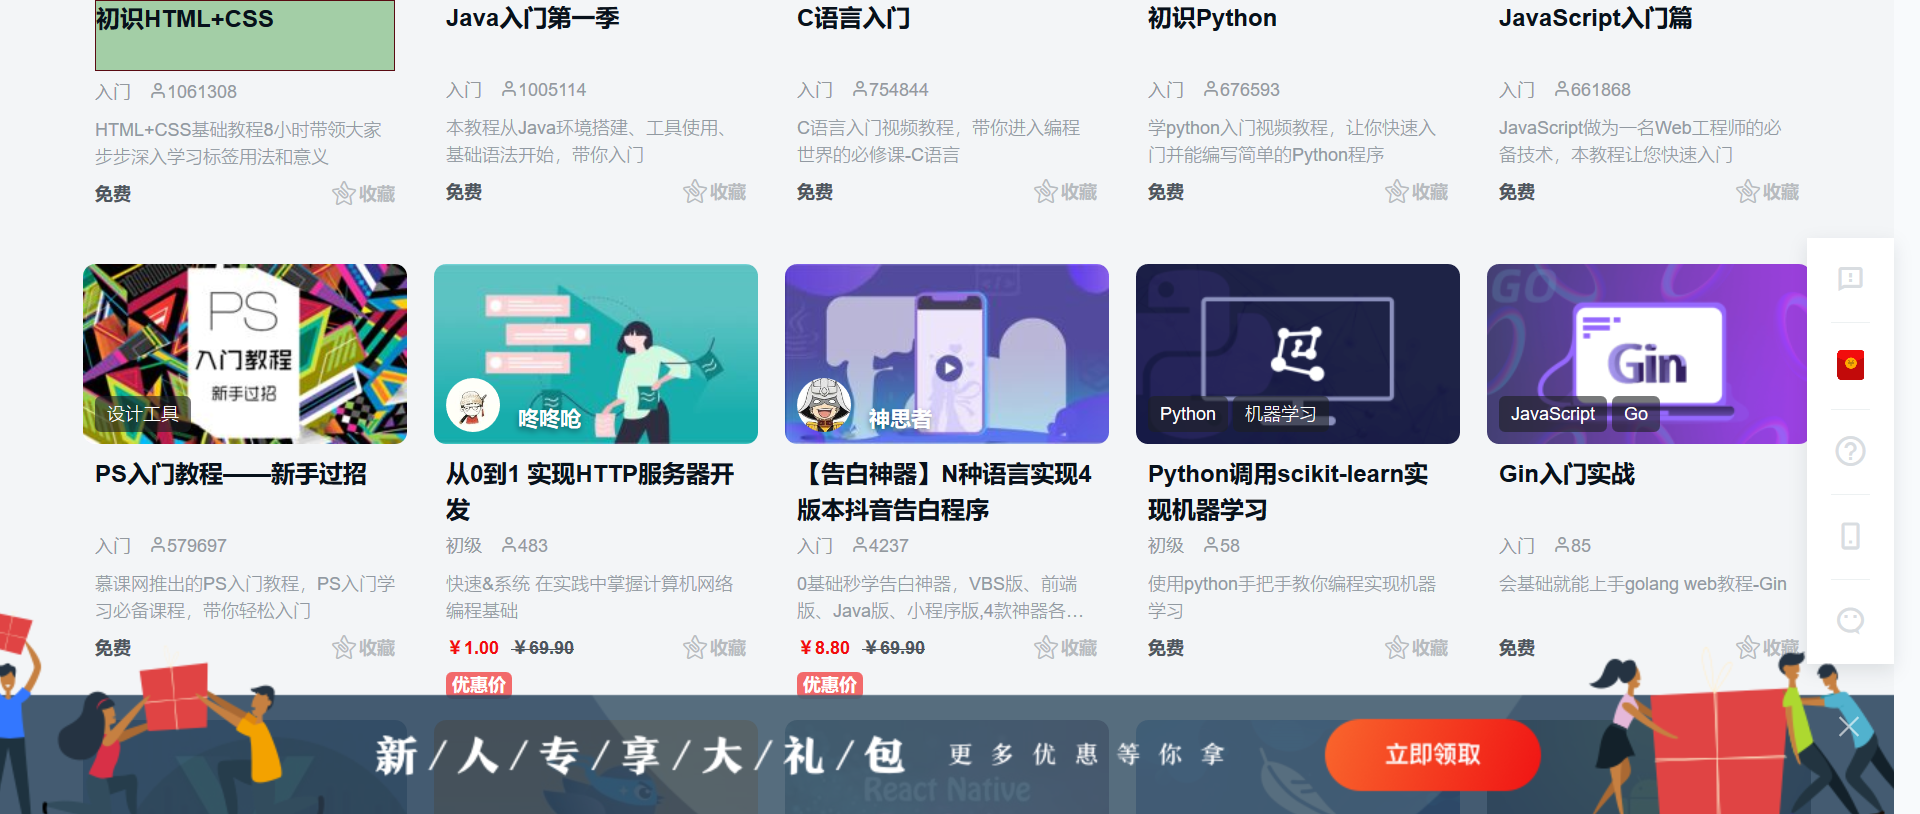 初识HTML+CSS
Java入门第一季
C语言入门
初识Python
JavaScript入门篇
入门 1061308
入门 1005114
入门 754844
入门 676593
入门 661868
HTML+CSS基础教程8小时带领大家
步步深入学习标签用法和意义
本教程从Java环境搭建、工具使用、
基础语法开始，带你入门
C语言入门视频教程，带你进入编程
世界的必修课-C语言
学python入门视频教程，让你快速入
门并能编写简单的Python程序
JavaScript做为一名Web工程师的必
备技术，本教程让您快速入门
免费 收藏
免费 收藏
免费 收藏
免费 收藏
免费 收藏
PS
入门教程
新手过招
设计工具
咚咚呛
神思者
Python 机器学习
GO
Gin
JavaScript Go
PS入门教程——新手过招
从0到1 实现HTTP服务器开
发
【告白神器】N种语言实现4
版本抖音告白程序
Python调用scikit-learn实
现机器学习
Gin入门实战
入门 579697
初级 483
入门 4237
初级 58
入门 85
慕课网推出的PS入门教程，PS入门学
习必备课程，带你轻松入门
快速&系统 在实践中掌握计算机网络
编程基础
0基础秒学告白神器，VBS版、前端
版、Java版、小程序版,4款神器各…
使用python手把手教你编程实现机器
学习
会基础就能上手golang web教程-Gin
免费 收藏
￥1.00 ￥69.90 收藏
优惠价
￥8.80 ￥69.90 收藏
优惠价
免费 收藏
免费 收藏
新/人/专/享/大/礼/包 更多优惠等你拿
立即领取
React Native